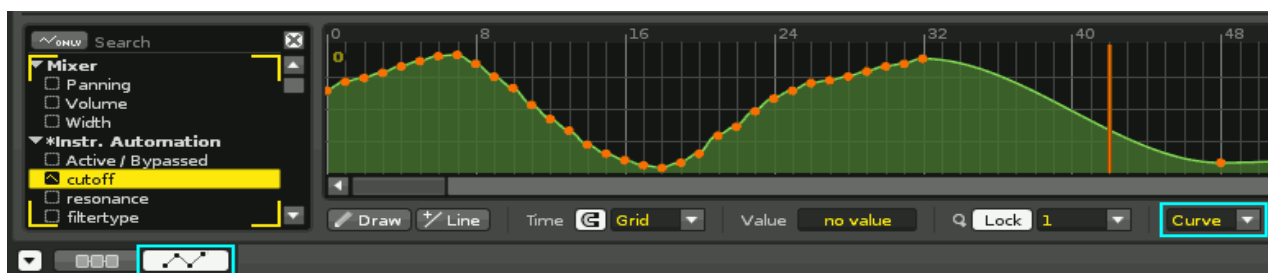 ONLY Search
Mixer
Panning
Volume
Width
*Instr. Automation
Active / Bypassed
cutoff
resonance
filtertype
0 8 16 24 32 40 48
0
Draw +/ Line Time Grid Value no value Lock 1 Curve